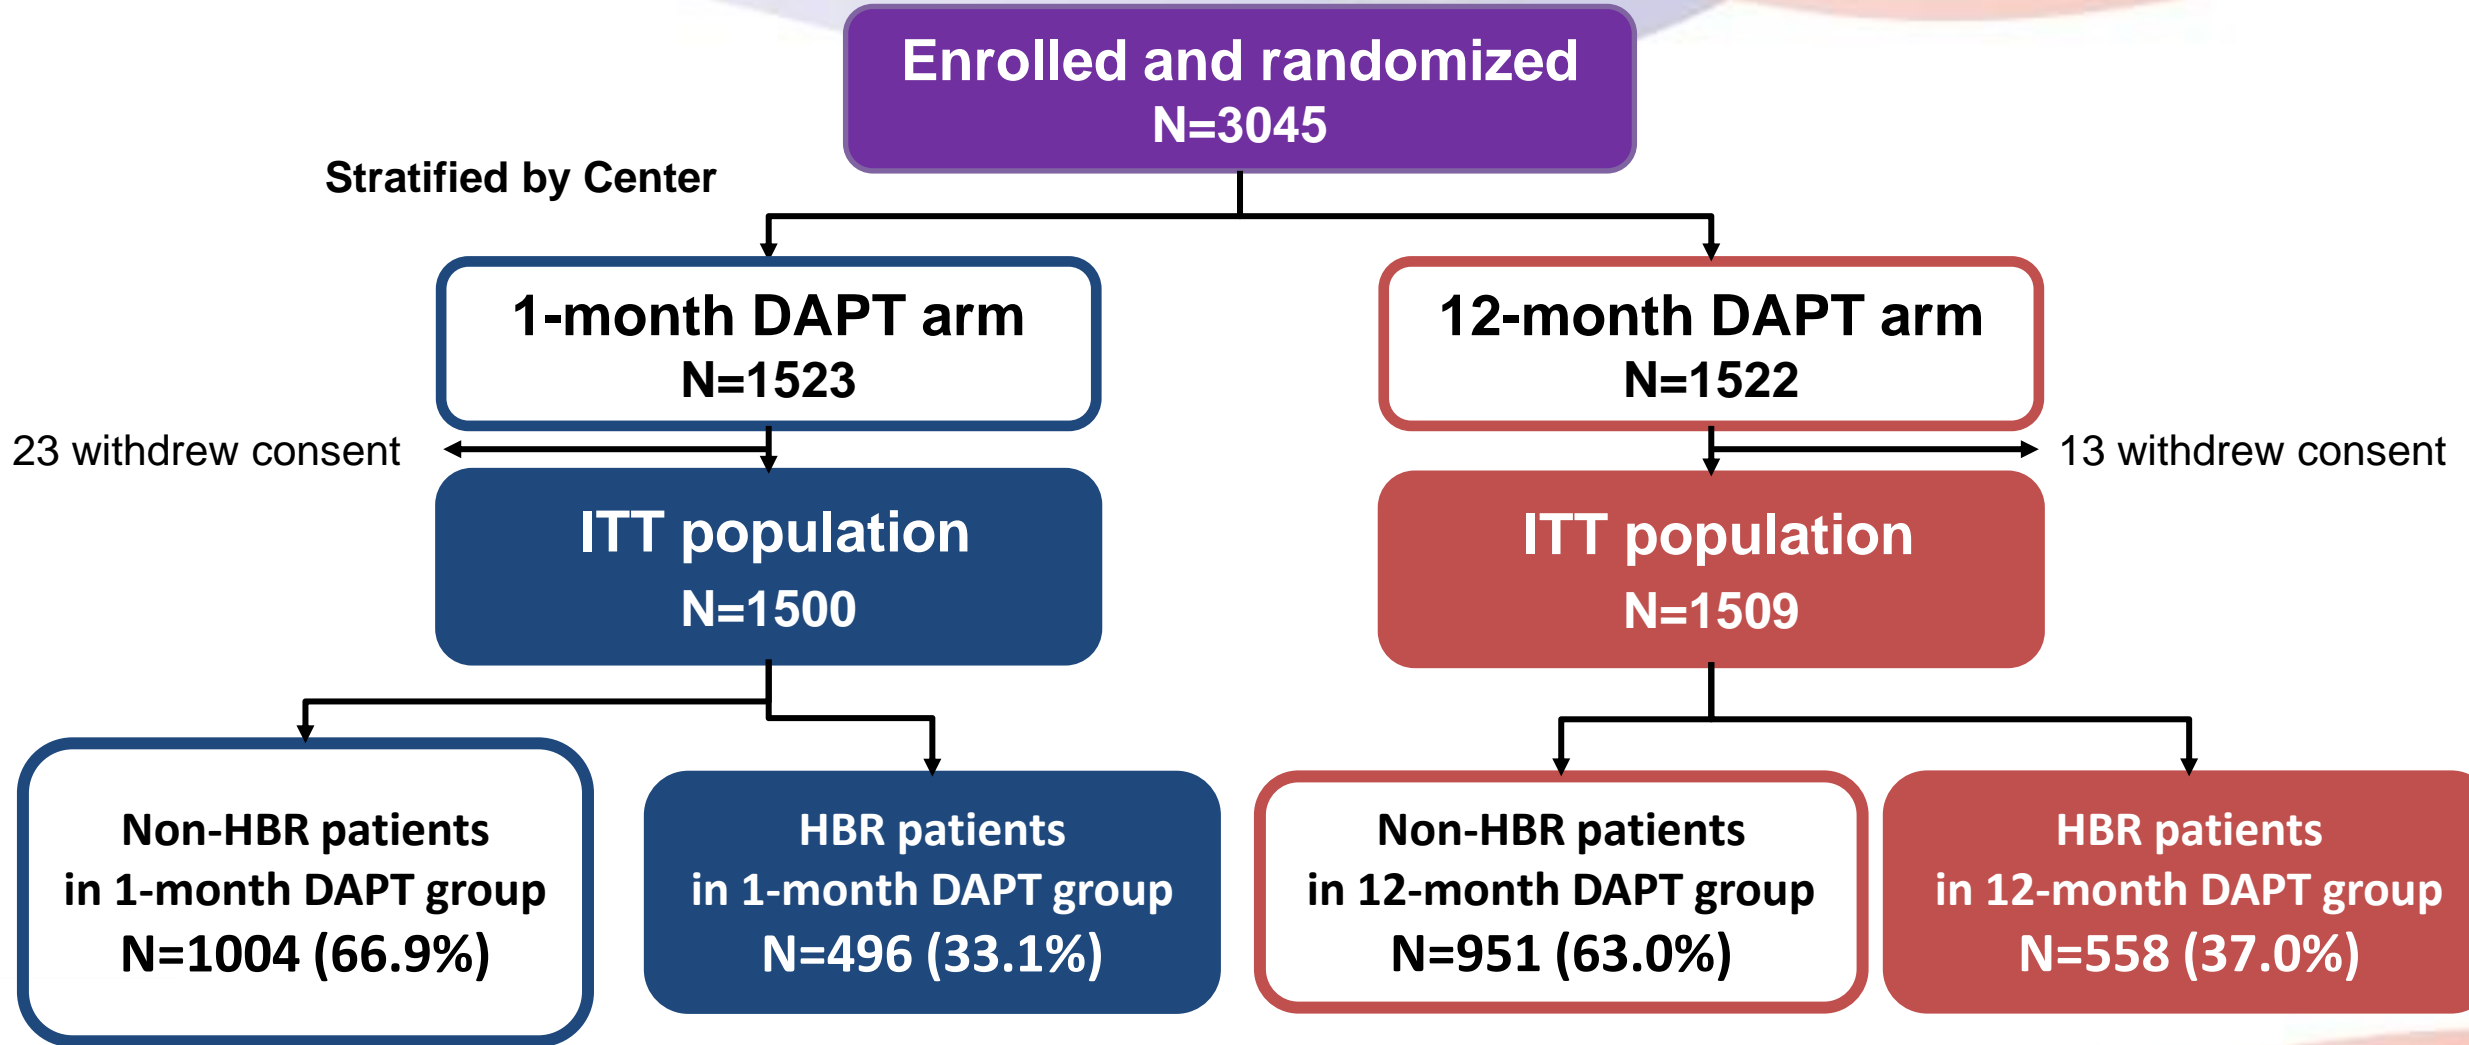 Enrolled and randomized
N=3045
Stratified by Center
1-month DAPT arm
N=1523
12-month DAPT arm
N=1522
23 withdrew consent
13 withdrew consent
ITT population
N=1500
ITT population
N=1509
Non-HBR patients
in 1-month DAPT group
N=1004 (66.9%)
HBR patients
in 1-month DAPT group
N=496 (33.1%)
Non-HBR patients
in 12-month DAPT group
N=951 (63.0%)
HBR patients
in 12-month DAPT group
N=558 (37.0%)